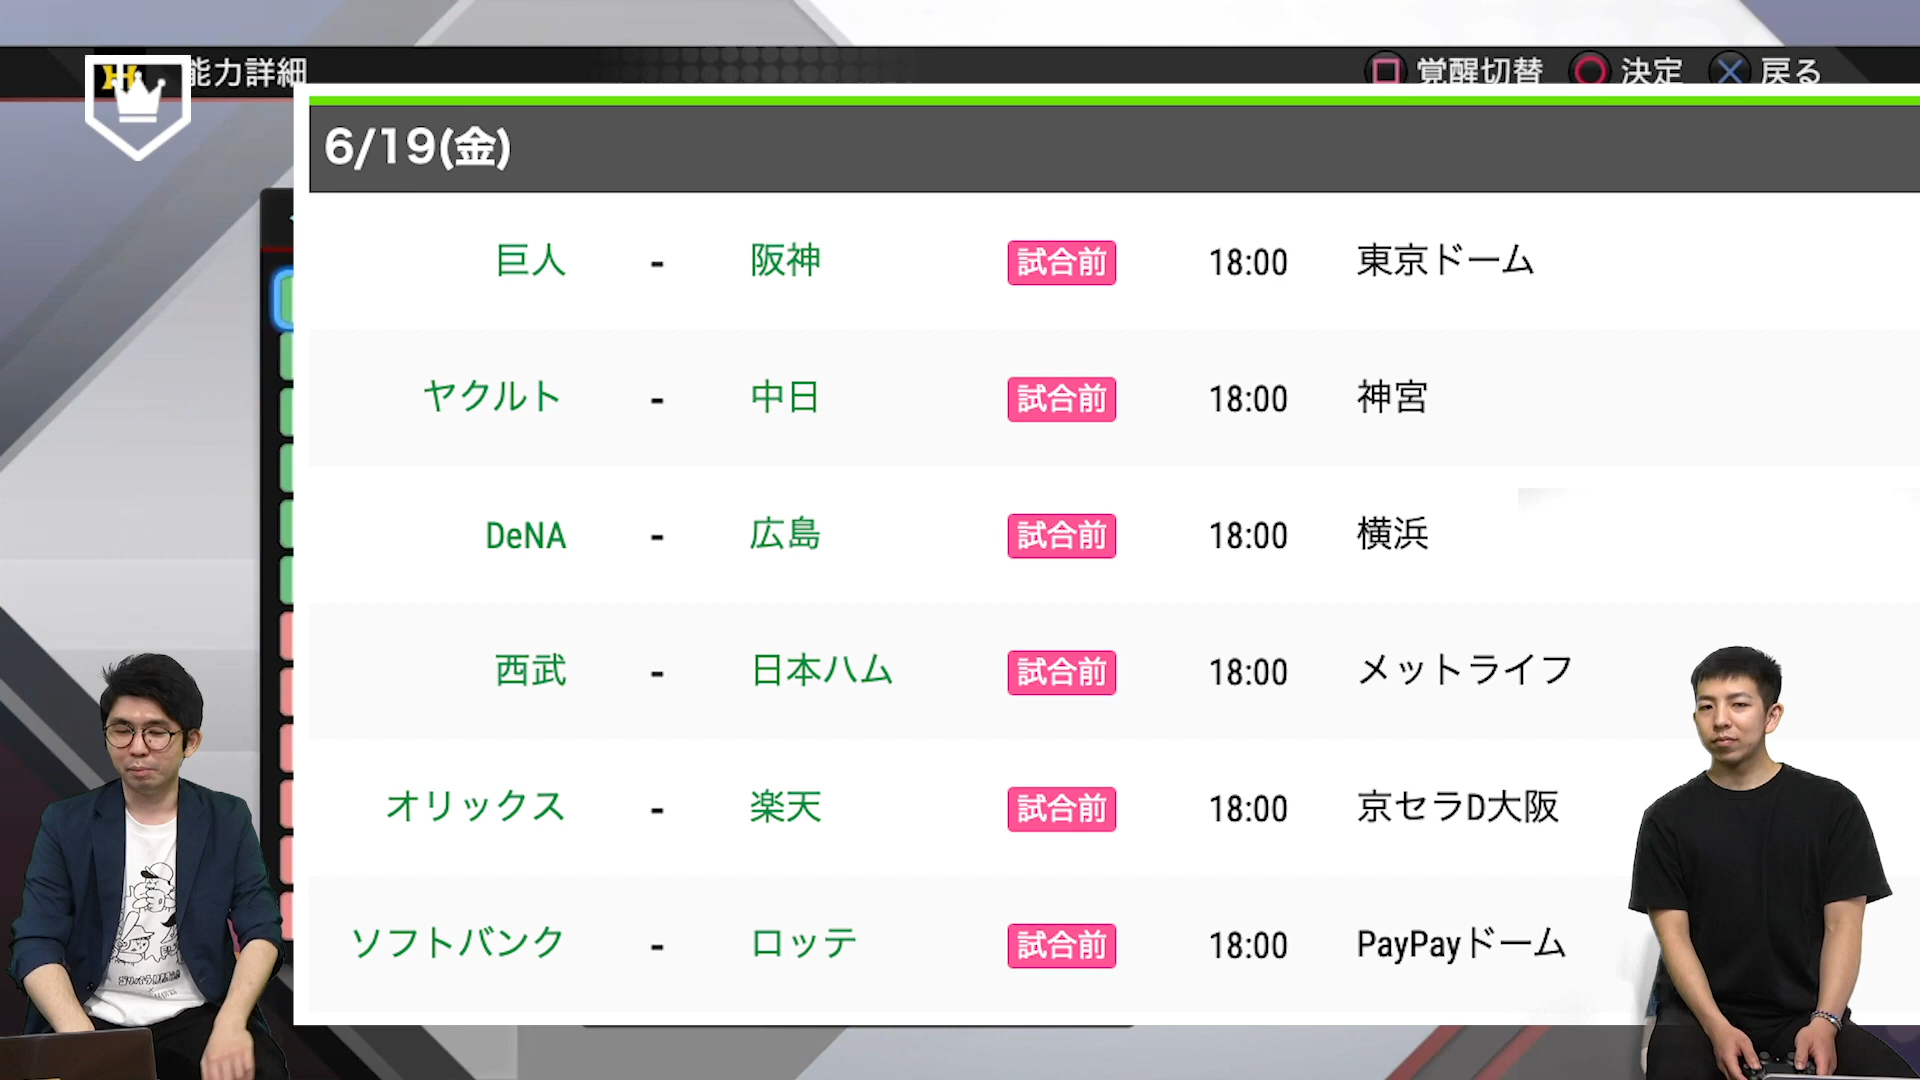 能力詳細
覚醒切替 決定 戻る
6/19(金)
巨人 - 阪神 試合前 18:00 東京ドーム
ヤクルト - 中日 試合前 18:00 神宮
DeNA - 広島 試合前 18:00 横浜
西武 - 日本ハム 試合前 18:00 メットライフ
オリックス - 楽天 試合前 18:00 京セラD大阪
ソフトバンク - ロッテ 試合前 18:00 PayPayドーム